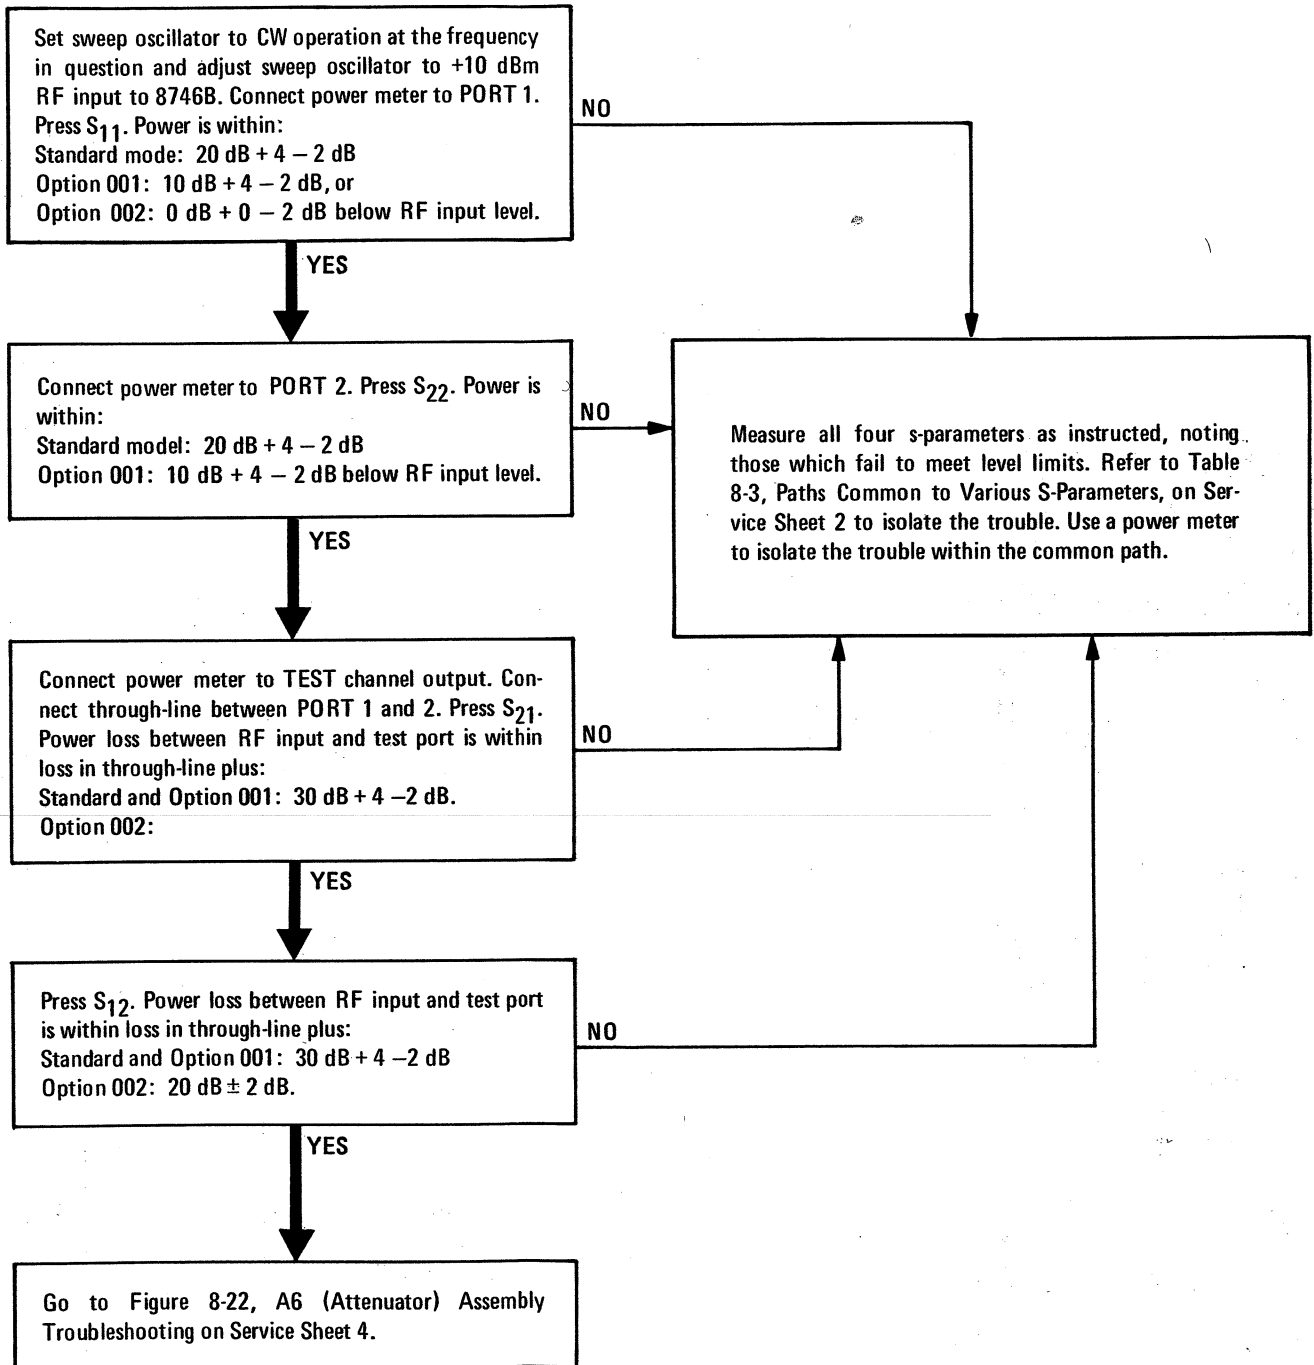 Set sweep oscillator to CW operation at the frequency
in question and adjust sweep oscillator to +10 dBm
RF input to 8746B. Connect power meter to PORT 1.
Press S11. Power is within:
Standard mode: 20 dB + 4 – 2 dB
Option 001: 10 dB + 4 – 2 dB, or
Option 002: 0 dB + 0 – 2 dB below RF input level.
NO
YES
Connect power meter to PORT 2. Press S22. Power is
within:
Standard model: 20 dB + 4 – 2 dB
Option 001: 10 dB + 4 – 2 dB below RF input level.
NO
Measure all four s-parameters as instructed, noting
those which fail to meet level limits. Refer to Table
8-3, Paths Common to Various S-Parameters, on Ser-
vice Sheet 2 to isolate the trouble. Use a power meter
to isolate the trouble within the common path.
YES
Connect power meter to TEST channel output. Con-
nect through-line between PORT 1 and 2. Press S21.
Power loss between RF input and test port is within
loss in through-line plus:
Standard and Option 001: 30 dB + 4 –2 dB.
Option 002:
NO
YES
Press S12. Power loss between RF input and test port
is within loss in through-line plus:
Standard and Option 001: 30 dB + 4 –2 dB
Option 002: 20 dB ± 2 dB.
NO
YES
Go to Figure 8-22, A6 (Attenuator) Assembly
Troubleshooting on Service Sheet 4.